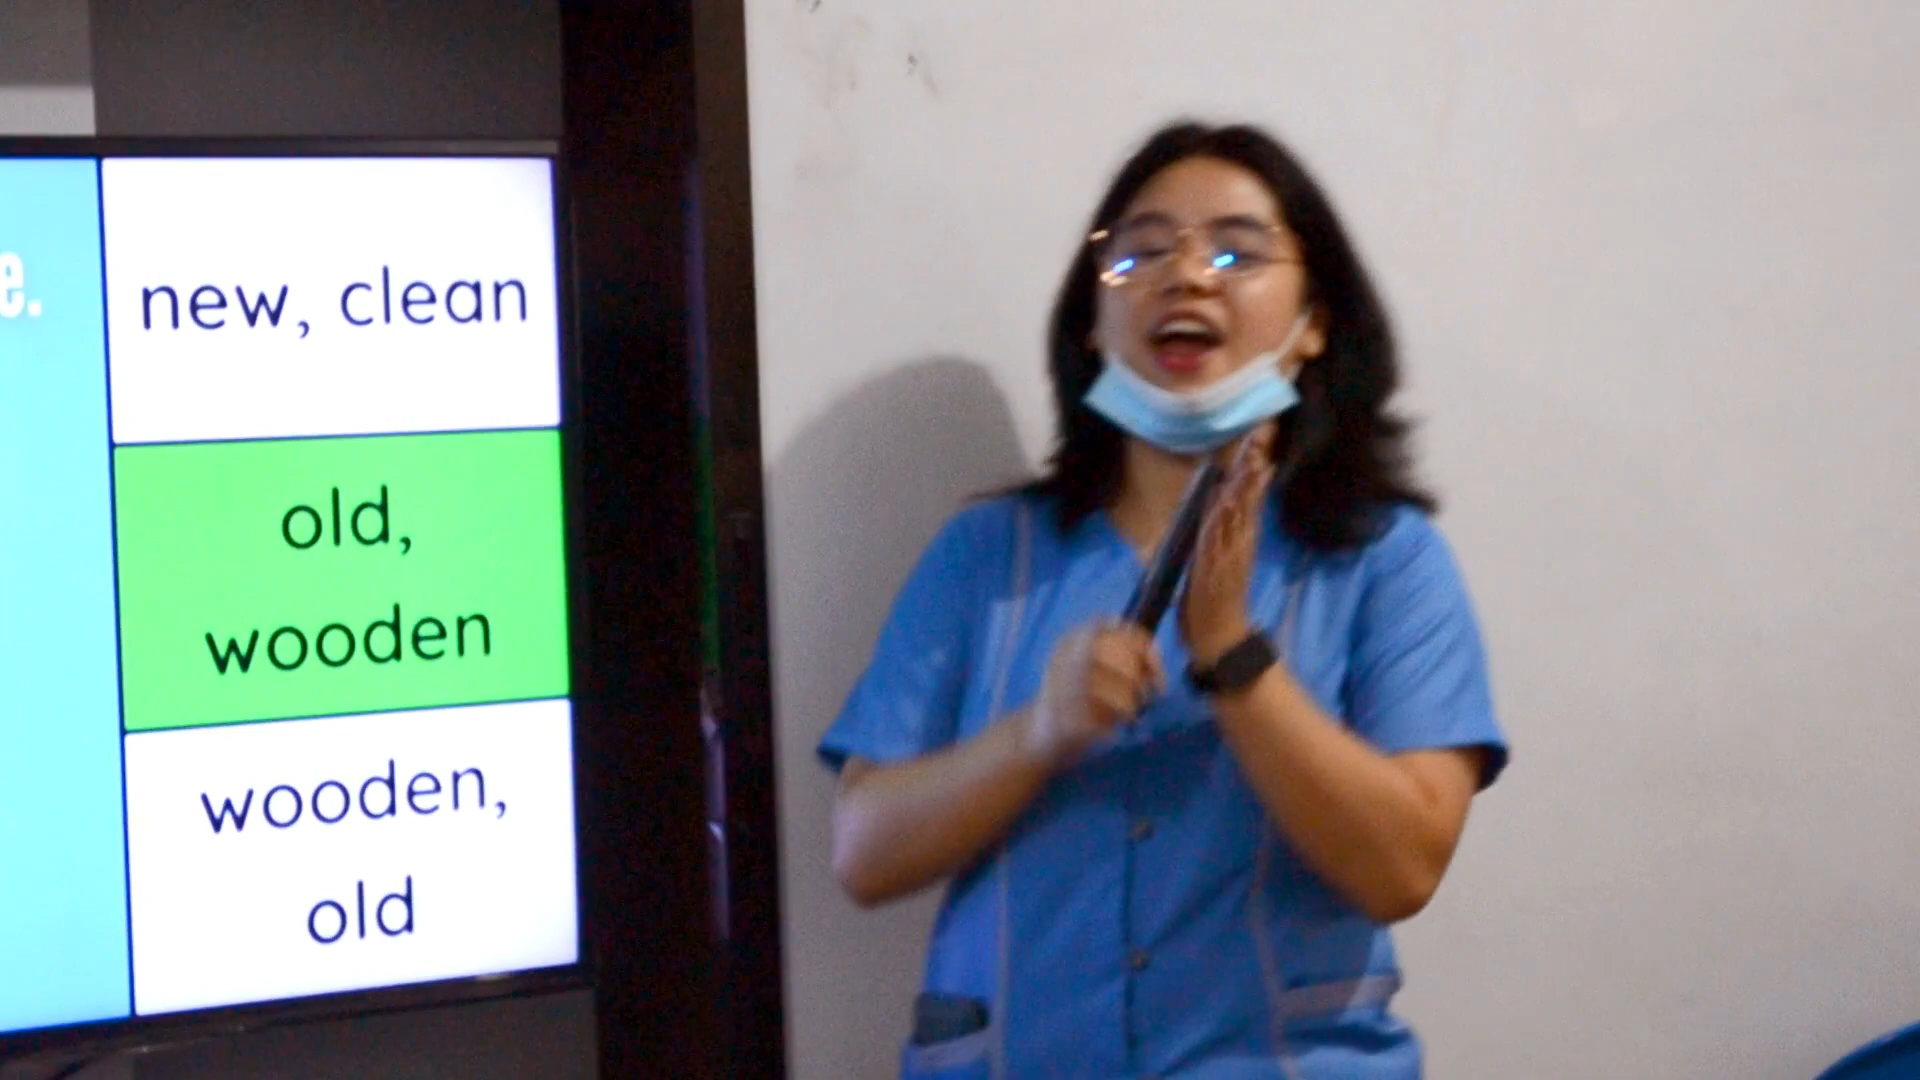 e.
new, clean
old,
wooden
wooden,
old